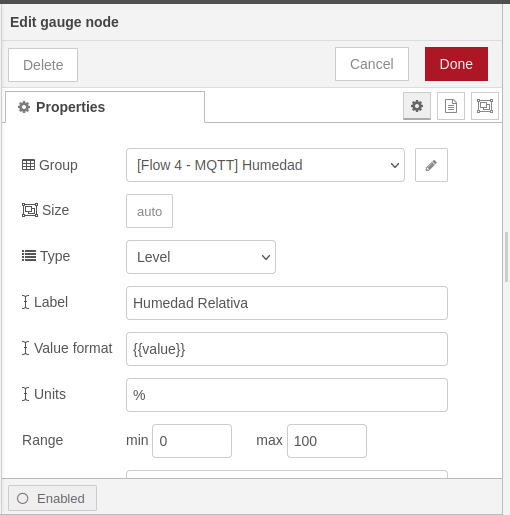 Edit gauge node
Delete
Cancel
Done
Properties
Group
[Flow 4 - MQTT] Humedad
Size
auto
Type
Level
Label
Humedad Relativa
Value format
{{value}}
Units
%
Range
min 0
max 100
Enabled